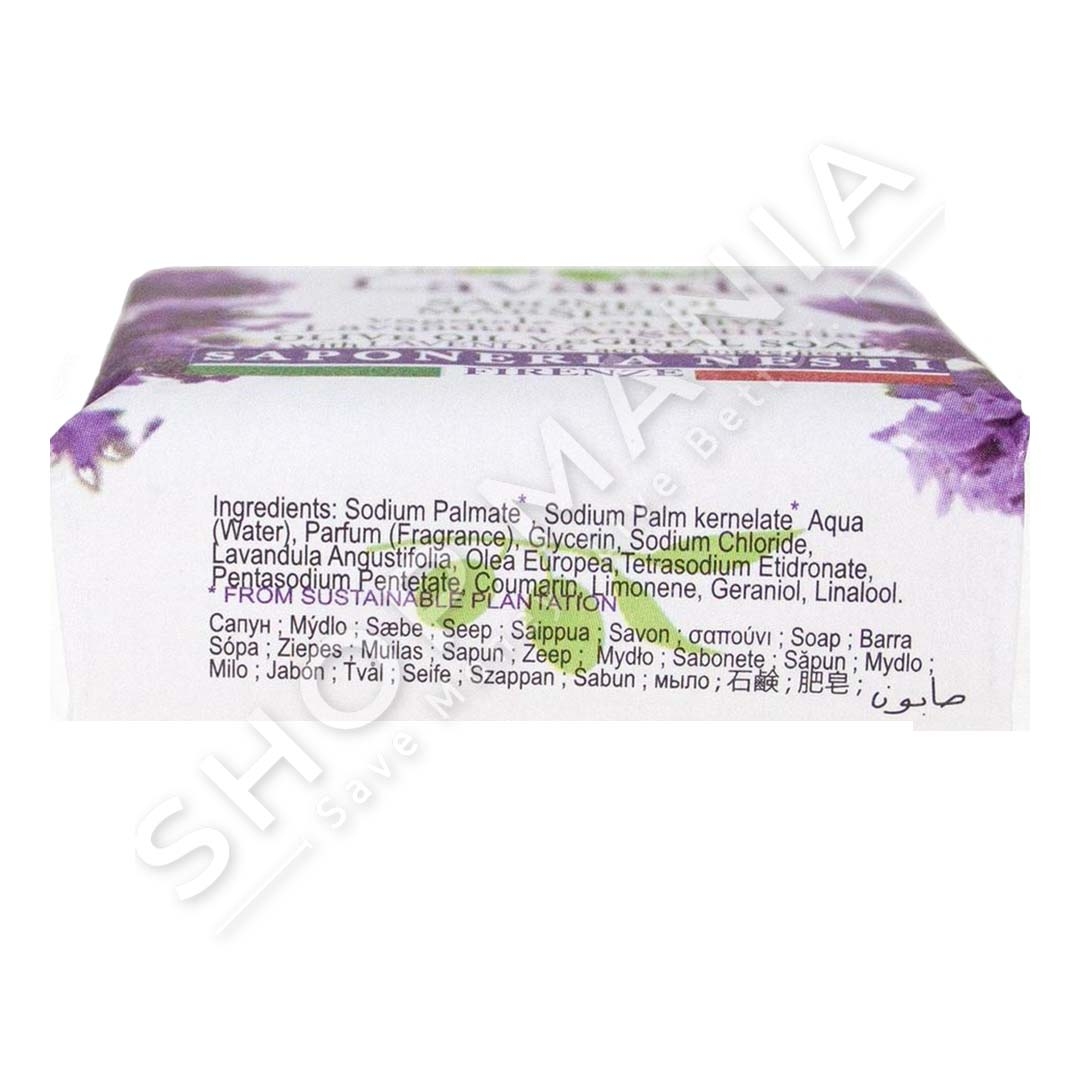 Lavanda
SAPONERIA NESTI
FIRENZE
Ingredients: Sodium Palmate* , Sodium Palm kernelate* Aqua
(Water), Parfum (Fragrance), Glycerin, Sodium Chloride,
Lavandula Angustifolia, Olea Europea, Tetrasodium Etidronate,
Pentasodium Pentetate, Coumarin, Limonene, Geraniol, Linalool.
* FROM SUSTAINABLE PLANTATION
Сапун ; Mýdlo ; Sæbe ; Seep ; Saippua ; Savon ; σαπούνι ; Soap ; Barra
Sópa ; Ziepes ; Muilas ; Sapun ; Zeep ; Mydło ; Sabonete ; Săpun ; Mydlo ;
Milo ; Jabón ; Tvål ; Seife ; Szappan ; Sabun ; мыло ; 石鹸 ; 肥皂 ; صابون
SHOPMANIA
Save